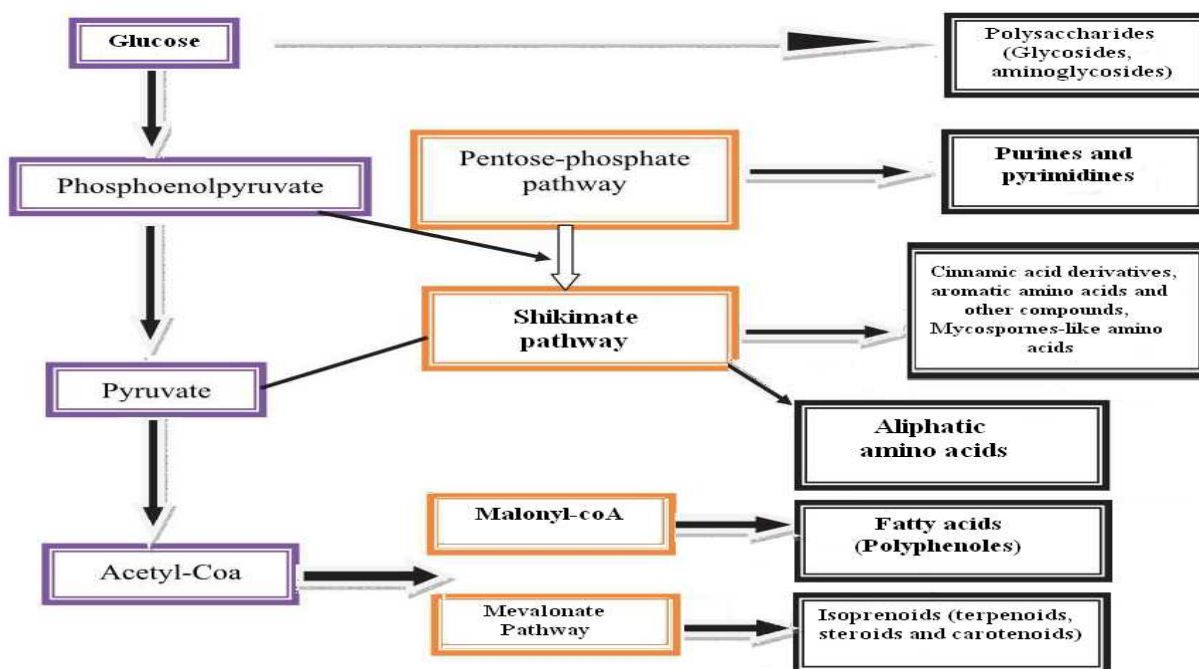 Glucose
Polysaccharides
(Glycosides,
aminoglycosides)
Phosphoenolpyruvate
Pentose-phosphate
pathway
Purines and
pyrimidines
Shikimate
pathway
Cinnamic acid derivatives,
aromatic amino acids and
other compounds,
Mycospornes-like amino
acids
Pyruvate
Aliphatic
amino acids
Malonyl-coA
Fatty acids
(Polyphenoles)
Acetyl-Coa
Mevalonate
Pathway
Isoprenoids (terpenoids,
steroids and carotenoids)